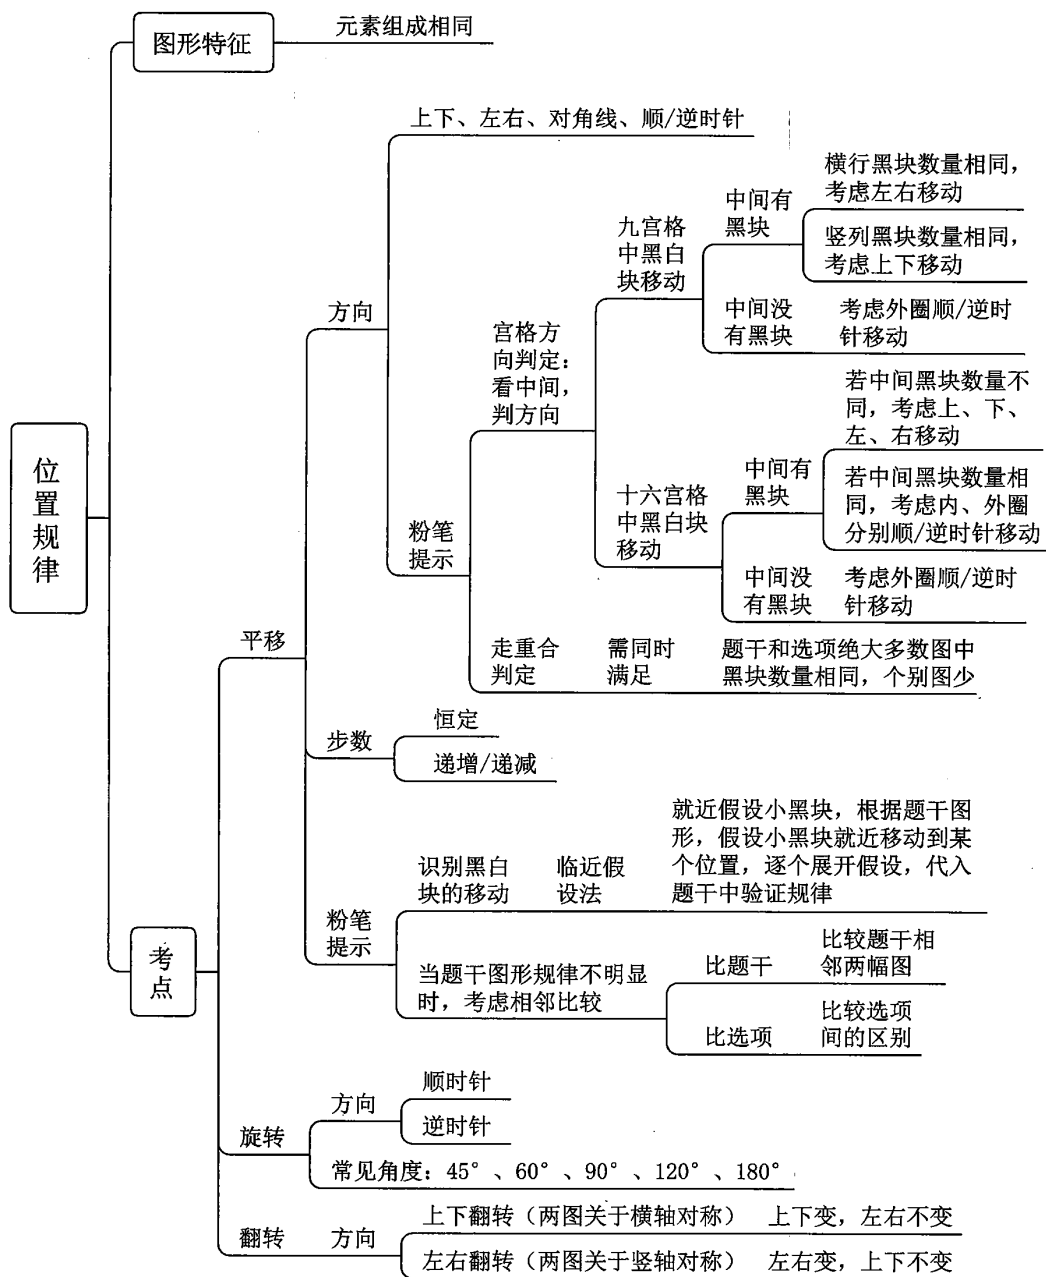 图形特征
元素组成相同
上下、左右、对角线、顺/逆时针
横行黑块数量相同，
考虑左右移动
中间有
黑块
竖列黑块数量相同，
考虑上下移动
九宫格
中黑白
块移动
中间没
有黑块
考虑外圈顺/逆时
针移动
方向
宫格方
向判定：
看中间，
判方向
若中间黑块数量不
同，考虑上、下、
左、右移动
中间有
黑块
若中间黑块数量相
同，考虑内、外圈
分别顺/逆时针移动
十六宫格
中黑白块
移动
中间没
有黑块
考虑外圈顺/逆时
针移动
位置规律
粉笔
提示
平移
走重合
判定
需同时
满足
题干和选项绝大多数图中
黑块数量相同，个别图少
步数
恒定
递增/递减
识别黑白
块的移动
临近假
设法
就近假设小黑块，根据题干图
形，假设小黑块就近移动到某
个位置，逐个展开假设，代入
题干中验证规律
粉笔
提示
当题干图形规律不明显
时，考虑相邻比较
比题干
比较题干相
邻两幅图
比选项
比较选项
间的区别
考点
旋转
方向
顺时针
逆时针
常见角度：45°、60°、90°、120°、180°
翻转
方向
上下翻转（两图关于横轴对称）
上下变，左右不变
左右翻转（两图关于竖轴对称）
左右变，上下不变